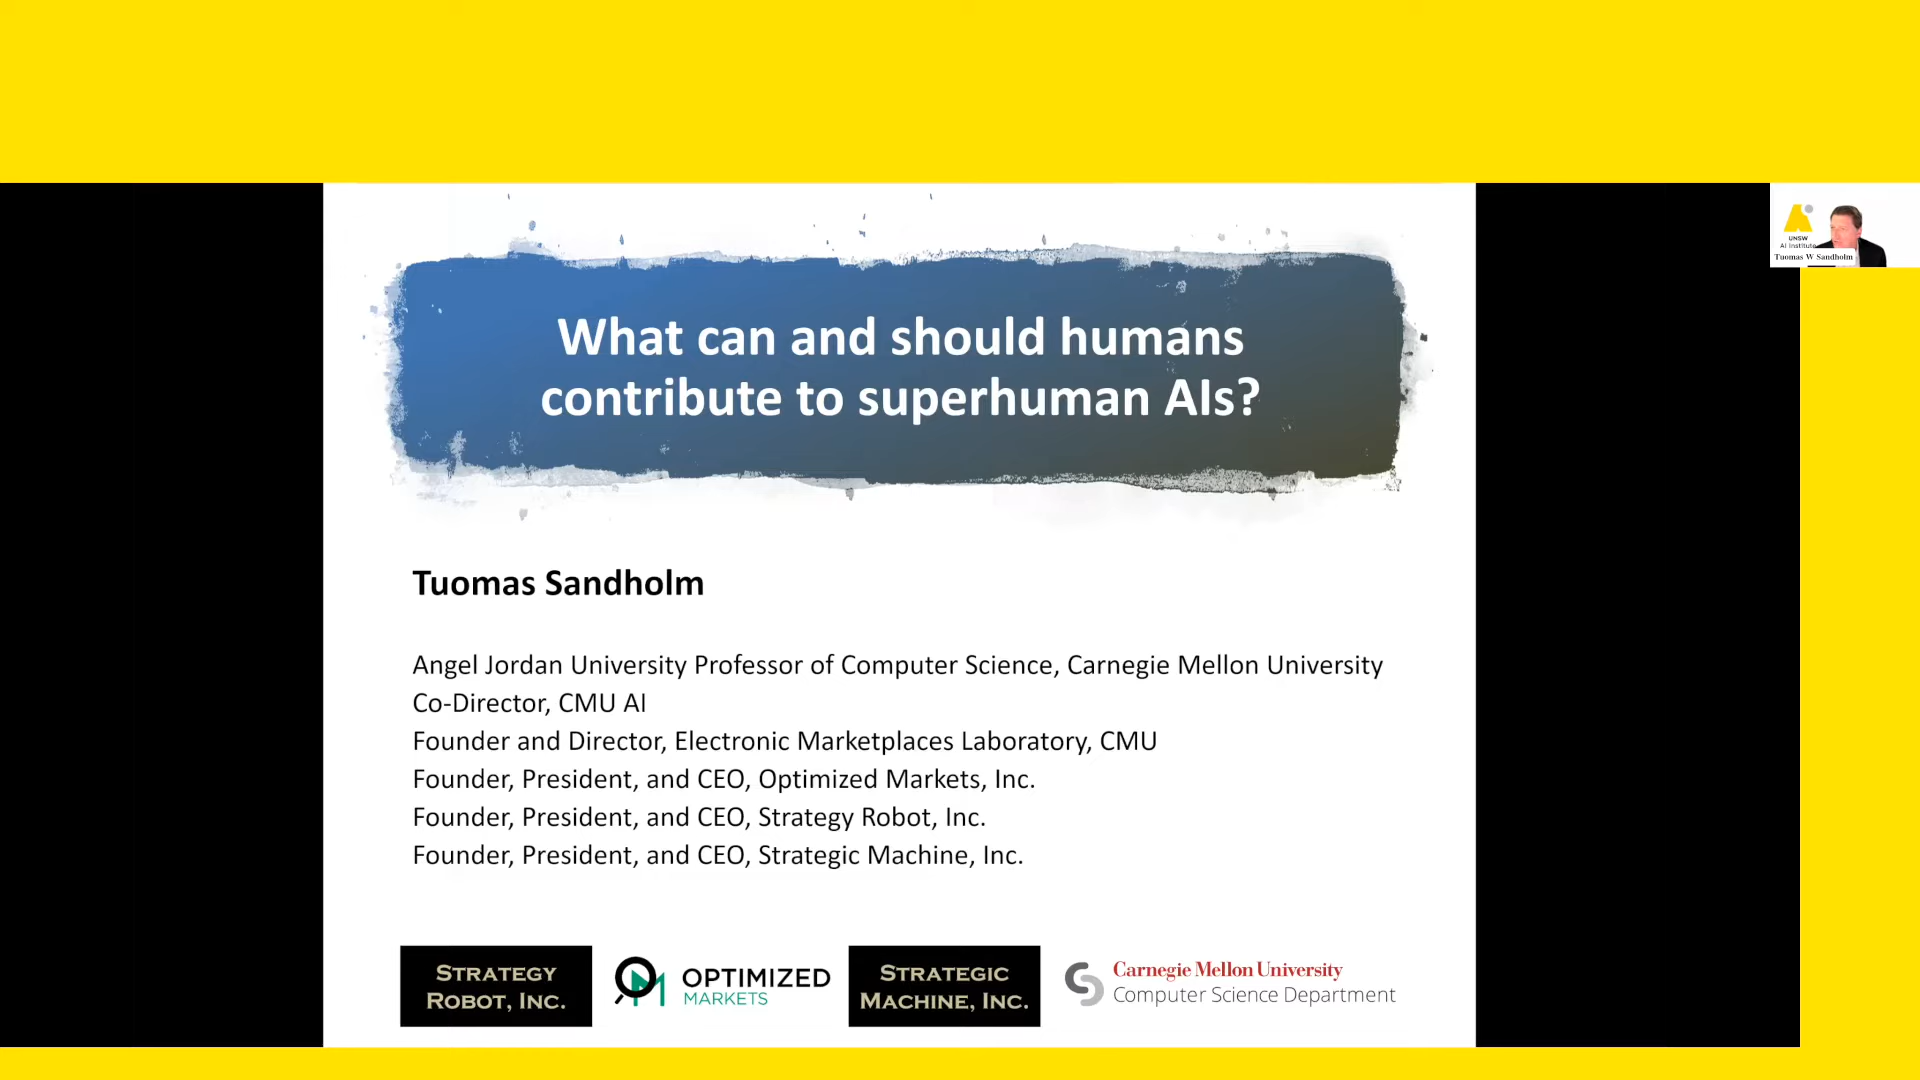 What can and should humans
contribute to superhuman AIs?
UNSW
AI Institute
Tuomas W Sandholm
Tuomas Sandholm
Angel Jordan University Professor of Computer Science, Carnegie Mellon University
Co-Director, CMU AI
Founder and Director, Electronic Marketplaces Laboratory, CMU
Founder, President, and CEO, Optimized Markets, Inc.
Founder, President, and CEO, Strategy Robot, Inc.
Founder, President, and CEO, Strategic Machine, Inc.
STRATEGY
ROBOT, INC.
OPTIMIZED
MARKETS
STRATEGIC
MACHINE, INC.
Carnegie Mellon University
Computer Science Department